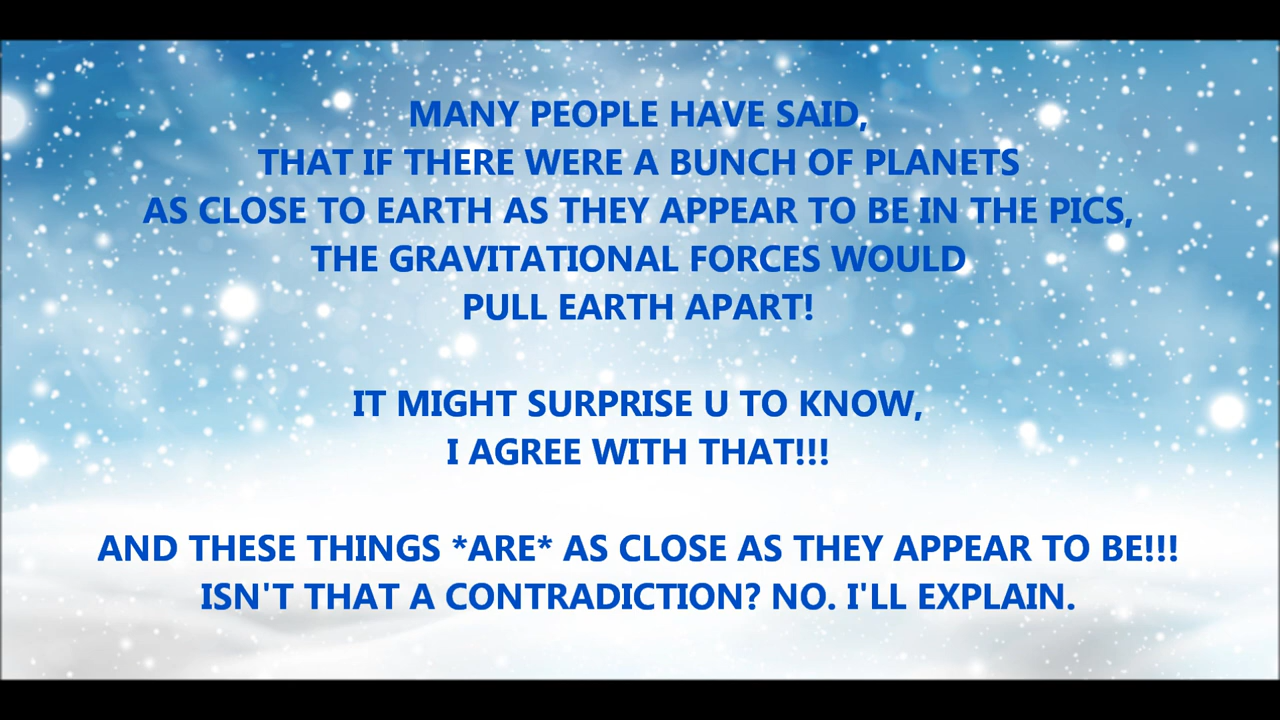 MANY PEOPLE HAVE SAID,
THAT IF THERE WERE A BUNCH OF PLANETS
AS CLOSE TO EARTH AS THEY APPEAR TO BE IN THE PICS,
THE GRAVITATIONAL FORCES WOULD
PULL EARTH APART!
IT MIGHT SURPRISE U TO KNOW,
I AGREE WITH THAT!!!
AND THESE THINGS *ARE* AS CLOSE AS THEY APPEAR TO BE!!!
ISN'T THAT A CONTRADICTION? NO. I'LL EXPLAIN.